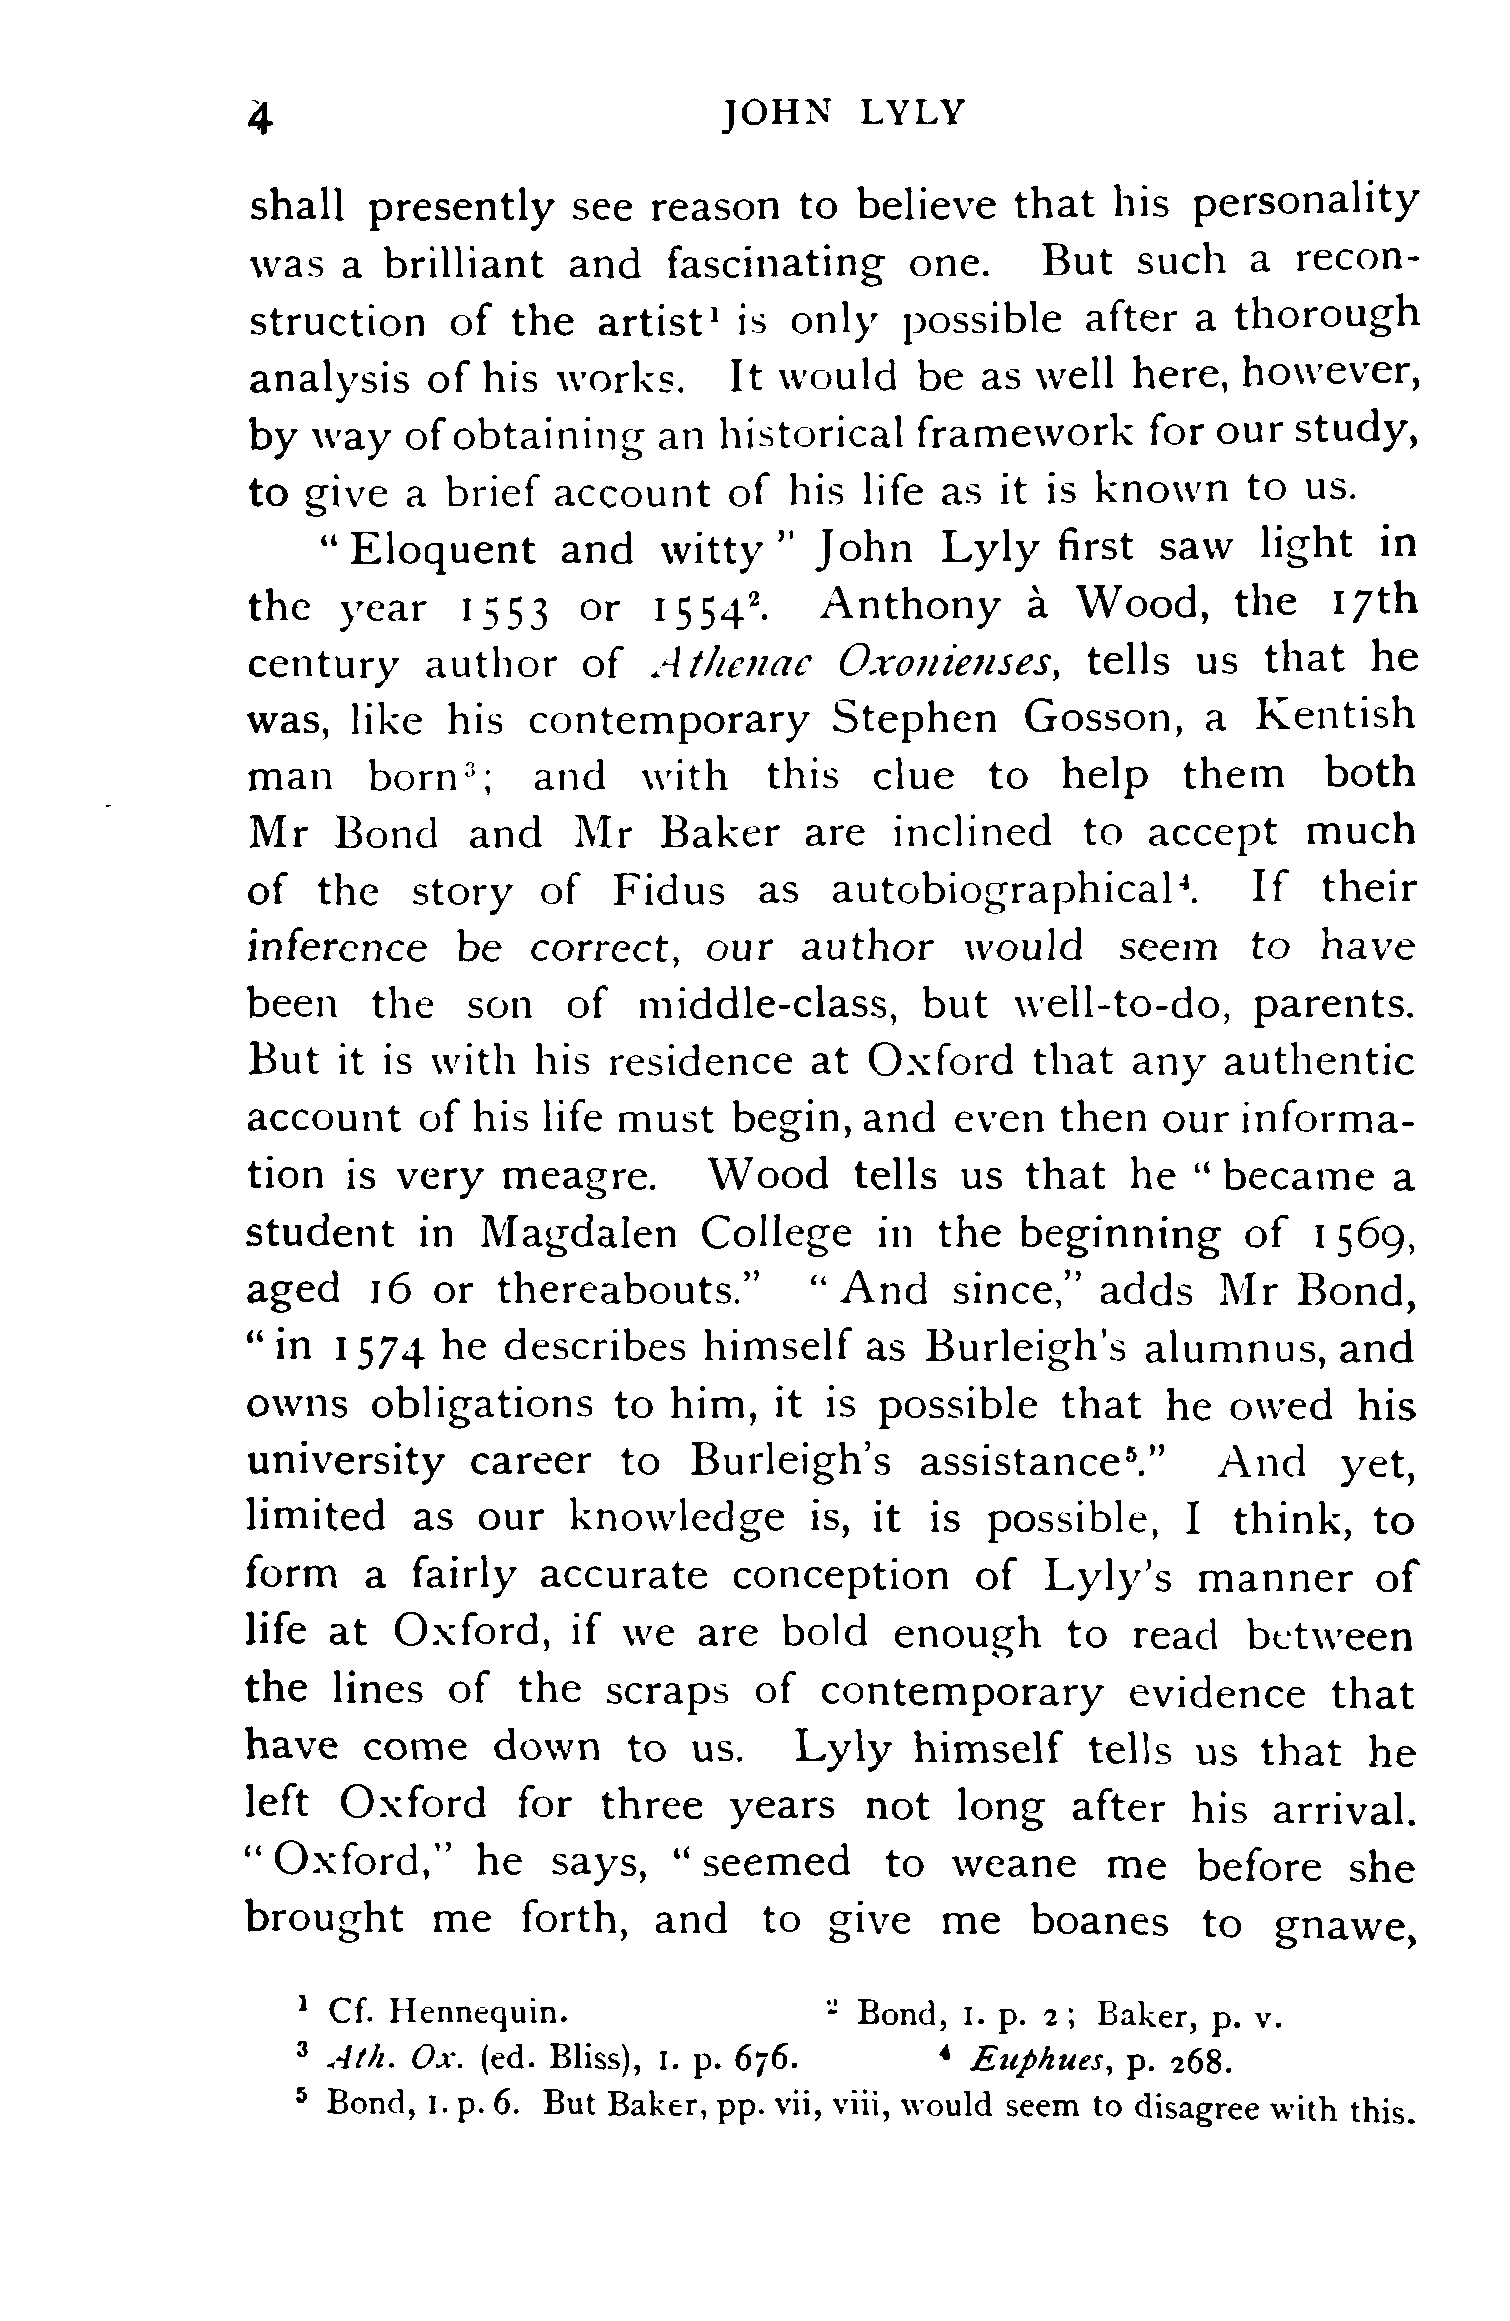 4 JOHN LYLY
shall presently see reason to believe that his personality
was a brilliant and fascinating one. But such a recon-
struction of the artist¹ is only possible after a thorough
analysis of his works. It would be as well here, however,
by way of obtaining an historical framework for our study,
to give a brief account of his life as it is known to us.
" Eloquent and witty " John Lyly first saw light in
the year 1553 or 1554². Anthony à Wood, the 17th
century author of Athenae Oxonienses, tells us that he
was, like his contemporary Stephen Gosson, a Kentish
man born³; and with this clue to help them both
Mr Bond and Mr Baker are inclined to accept much
of the story of Fidus as autobiographical⁴. If their
inference be correct, our author would seem to have
been the son of middle-class, but well-to-do, parents.
But it is with his residence at Oxford that any authentic
account of his life must begin, and even then our informa-
tion is very meagre. Wood tells us that he " became a
student in Magdalen College in the beginning of 1569,
aged 16 or thereabouts." " And since," adds Mr Bond,
" in 1574 he describes himself as Burleigh's alumnus, and
owns obligations to him, it is possible that he owed his
university career to Burleigh's assistance⁵." And yet,
limited as our knowledge is, it is possible, I think, to
form a fairly accurate conception of Lyly's manner of
life at Oxford, if we are bold enough to read between
the lines of the scraps of contemporary evidence that
have come down to us. Lyly himself tells us that he
left Oxford for three years not long after his arrival.
" Oxford," he says, " seemed to weane me before she
brought me forth, and to give me boanes to gnawe,
¹ Cf. Hennequin. ² Bond, I. p. 2 ; Baker, p. v.
³ Ath. Ox. (ed. Bliss), I. p. 676. ⁴ Euphues, p. 268.
⁵ Bond, I. p. 6. But Baker, pp. vii, viii, would seem to disagree with this.